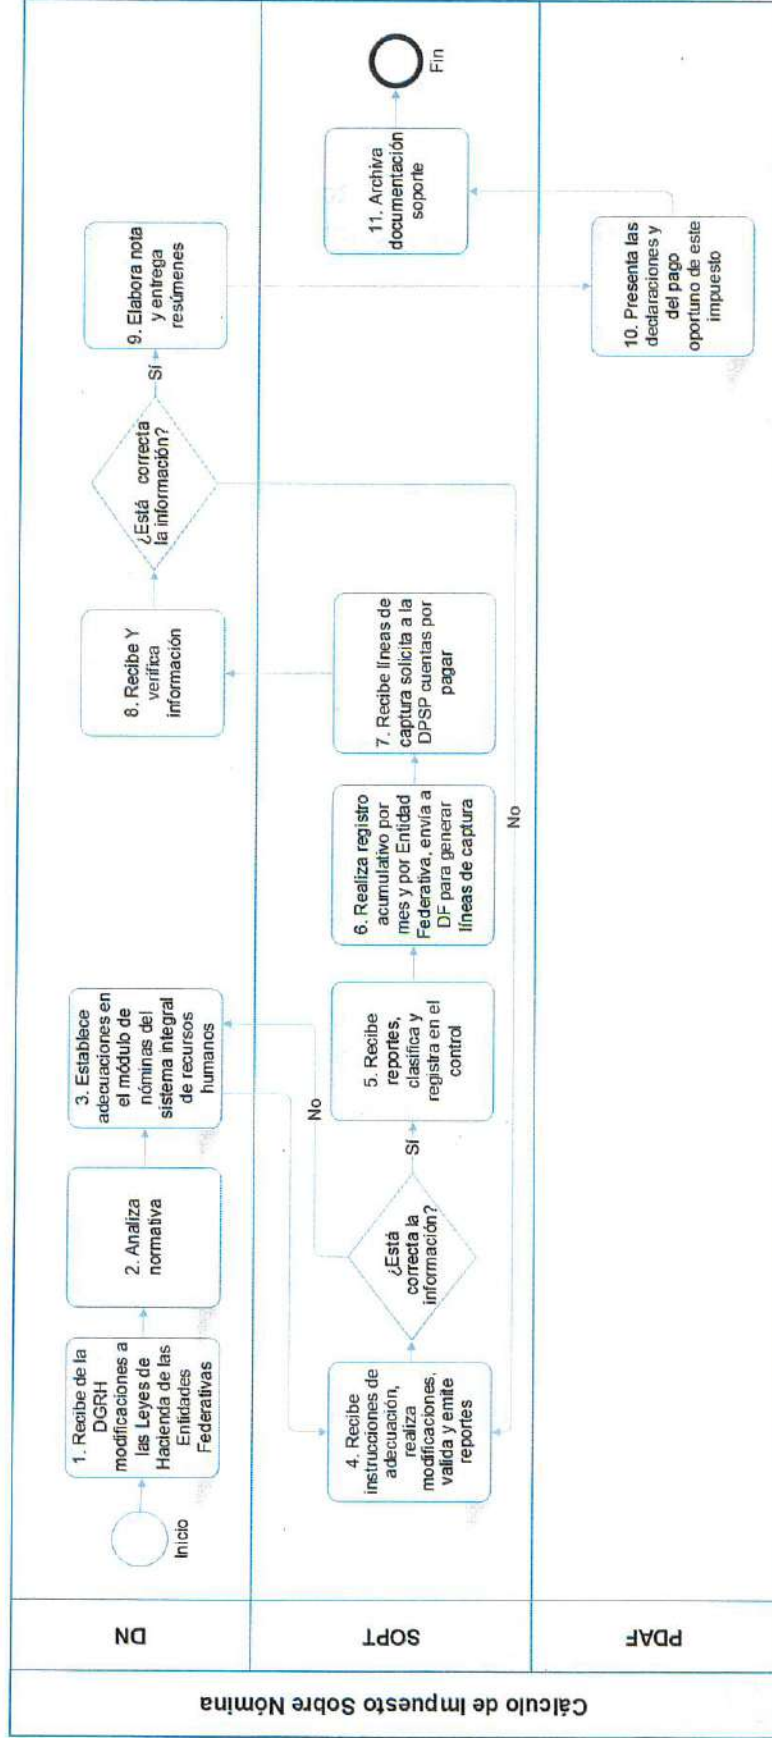 Cálculo de Impuesto Sobre Nómina
DN
Inicio
1. Recibe de la
DGRH
modificaciones a
las Leyes de
Hacienda de las
Entidades
Federativas
2. Analiza
normativa
3. Establece
adecuaciones en
el módulo de
nóminas del
sistema integral
de recursos
humanos
8. Recibe Y
verifica
información
¿Está correcta
la información?
Sí
9. Elabora nota
y entrega
resúmenes
SOPT
4. Recibe
instrucciones de
adecuación,
realiza
modificaciones,
valida y emite
reportes
¿Está
correcta la
información?
No
Sí
5. Recibe
reportes,
clasifica y
registra en el
control
6. Realiza registro
acumulativo por
mes y por Entidad
Federativa, envía a
DF para generar
líneas de captura
7. Recibe líneas de
captura solicita a la
DPSP cuentas por
pagar
No
11. Archiva
documentación
soporte
Fin
PDAF
10. Presenta las
declaraciones y
del pago
oportuno de este
impuesto